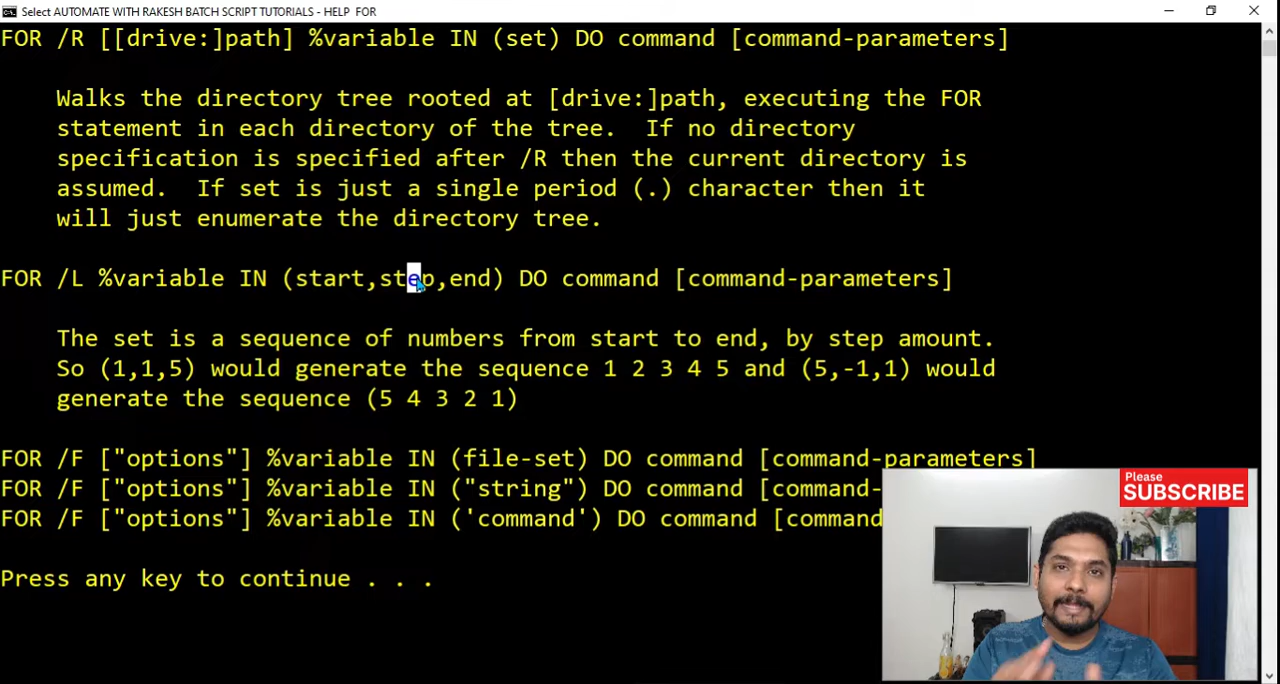 Select AUTOMATE WITH RAKESH BATCH SCRIPT TUTORIALS - HELP FOR
FOR /R [[drive:]path] %variable IN (set) DO command [command-parameters]
Walks the directory tree rooted at [drive:]path, executing the FOR
statement in each directory of the tree. If no directory
specification is specified after /R then the current directory is
assumed. If set is just a single period (.) character then it
will just enumerate the directory tree.
FOR /L %variable IN (start,step,end) DO command [command-parameters]
The set is a sequence of numbers from start to end, by step amount.
So (1,1,5) would generate the sequence 1 2 3 4 5 and (5,-1,1) would
generate the sequence (5 4 3 2 1)
FOR /F ["options"] %variable IN (file-set) DO command [command-parameters]
FOR /F ["options"] %variable IN ("string") DO command [command-
FOR /F ["options"] %variable IN ('command') DO command [command
Please
SUBSCRIBE
Press any key to continue . . .